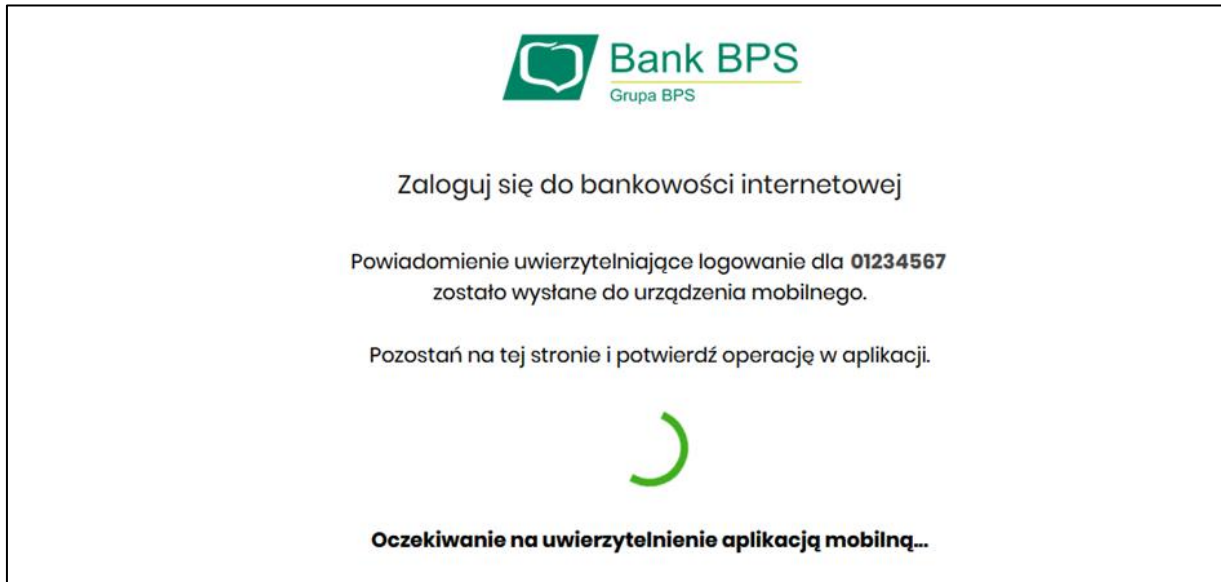 Bank BPS
Grupa BPS
Zaloguj się do bankowości internetowej
Powiadomienie uwierzytelniające logowanie dla 01234567
zostało wysłane do urządzenia mobilnego.
Pozostań na tej stronie i potwierdź operację w aplikacji.
Oczekiwanie na uwierzytelnienie aplikacją mobilną...